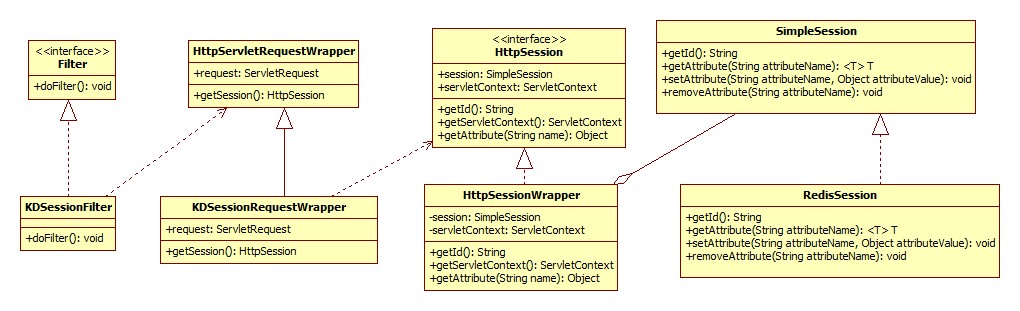 <<interface>>
Filter
+doFilter(): void
HttpServletRequestWrapper
+request: ServletRequest
+getSession(): HttpSession
<<interface>>
HttpSession
+session: SimpleSession
+servletContext: ServletContext
+getId(): String
+getServletContext(): ServletContext
+getAttribute(String name): Object
SimpleSession
+getId(): String
+getAttribute(String attributeName): <T> T
+setAttribute(String attributeName, Object attributeValue): void
+removeAttribute(String attributeName): void
KDSessionFilter
+doFilter(): void
KDSessionRequestWrapper
+request: ServletRequest
+getSession(): HttpSession
HttpSessionWrapper
-session: SimpleSession
-servletContext: ServletContext
+getId(): String
+getServletContext(): ServletContext
+getAttribute(String name): Object
RedisSession
+getId(): String
+getAttribute(String attributeName): <T> T
+setAttribute(String attributeName, Object attributeValue): void
+removeAttribute(String attributeName): void